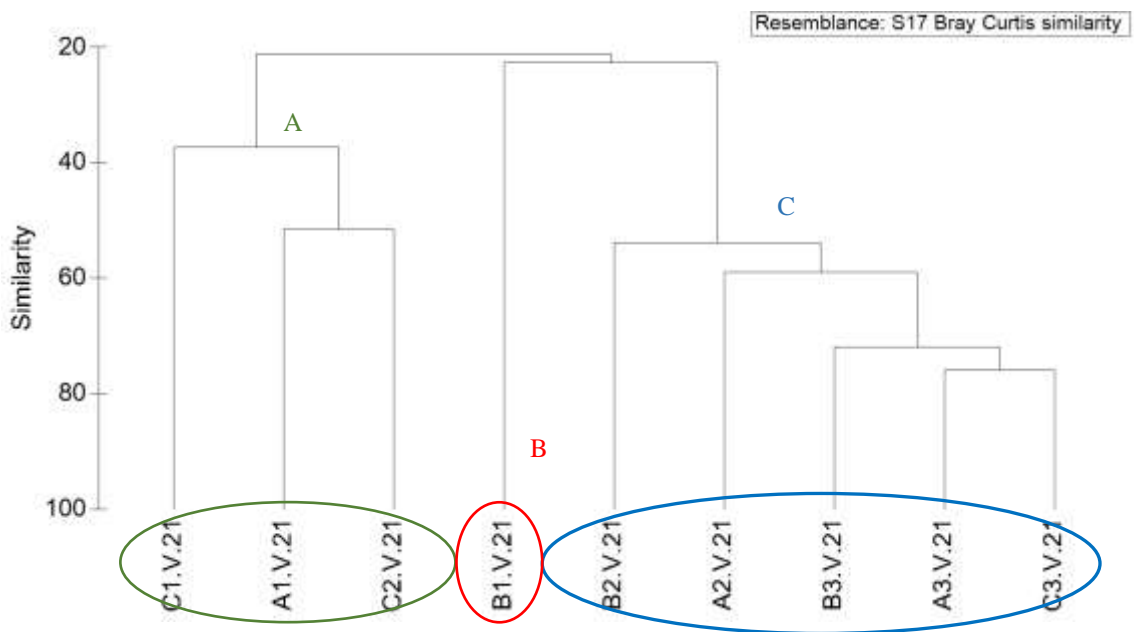 Resemblance: S17 Bray Curtis similarity
20
40
60
80
100
Similarity
A
B
C
C1.V.21
A1.V.21
C2.V.21
B1.V.21
B2.V.21
A2.V.21
B3.V.21
A3.V.21
C3.V.21